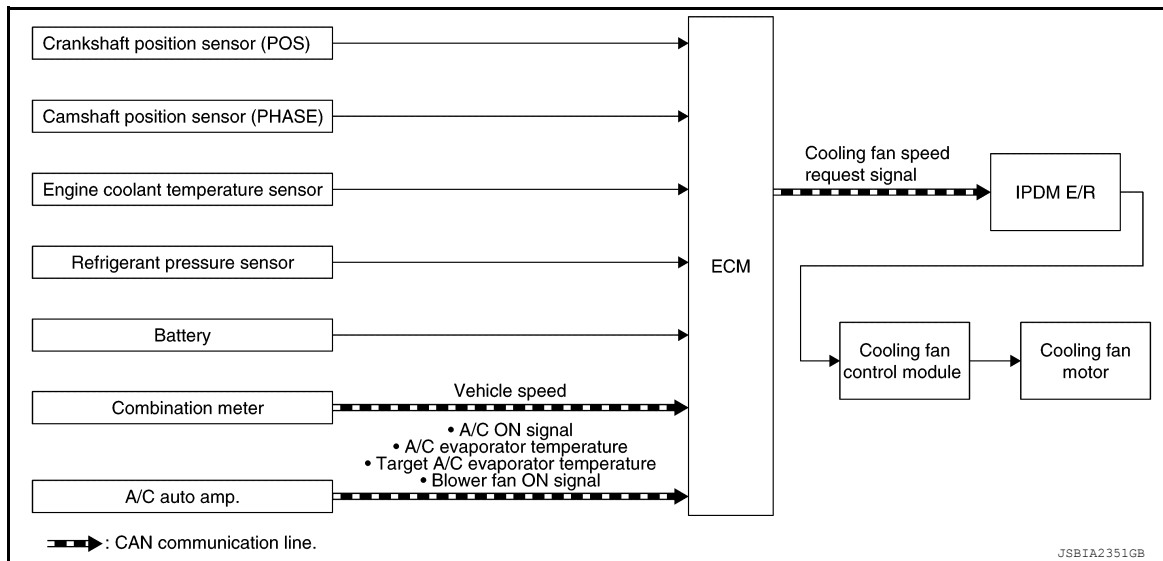 Crankshaft position sensor (POS)
Camshaft position sensor (PHASE)
Engine coolant temperature sensor
Refrigerant pressure sensor
Battery
Combination meter
A/C auto amp.
Vehicle speed
• A/C ON signal
• A/C evaporator temperature
• Target A/C evaporator temperature
• Blower fan ON signal
ECM
Cooling fan speed
request signal
IPDM E/R
Cooling fan
control module
Cooling fan
motor
: CAN communication line.
JSBIA2351GB